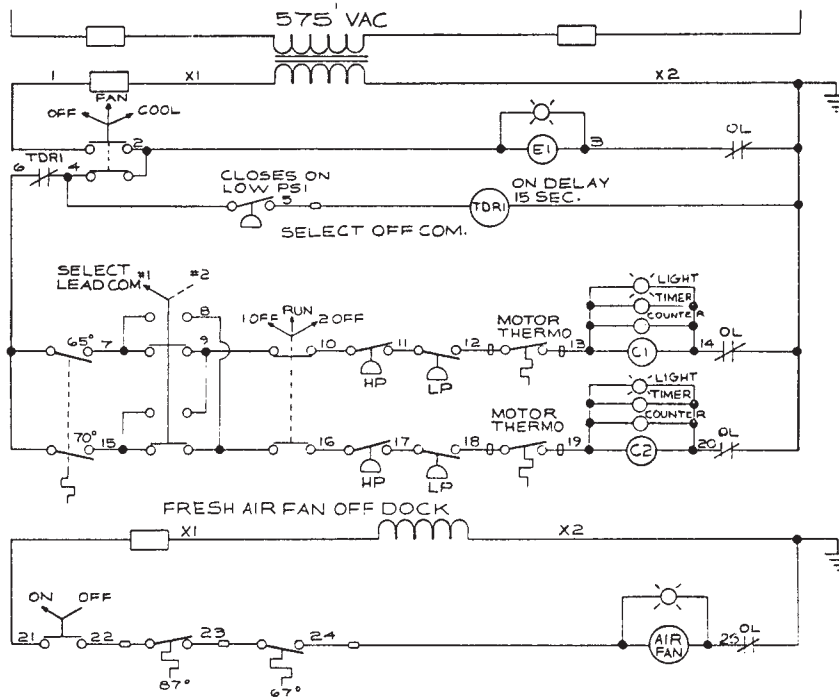 575 VAC
1 X1 X2
FAN
OFF COOL
2 E1 3 OL
TDR1
6 4
CLOSES ON
LOW PSI
5 TDR1
ON DELAY
15 SEC.
SELECT OFF COM.
SELECT #1 #2
LEAD COM.
8
RUN
1 OFF 2 OFF
LIGHT
TIMER
COUNTER
MOTOR
THERMO
65° 7 9 10 11 12 13 C1 14 OL
HP LP
LIGHT
TIMER
COUNTER
MOTOR
THERMO
70° 15 16 17 18 19 C2 20 OL
HP LP
FRESH AIR FAN OFF DOCK
X1 X2
ON OFF
21 22 23 24 AIR
FAN 25 OL
87° 67°